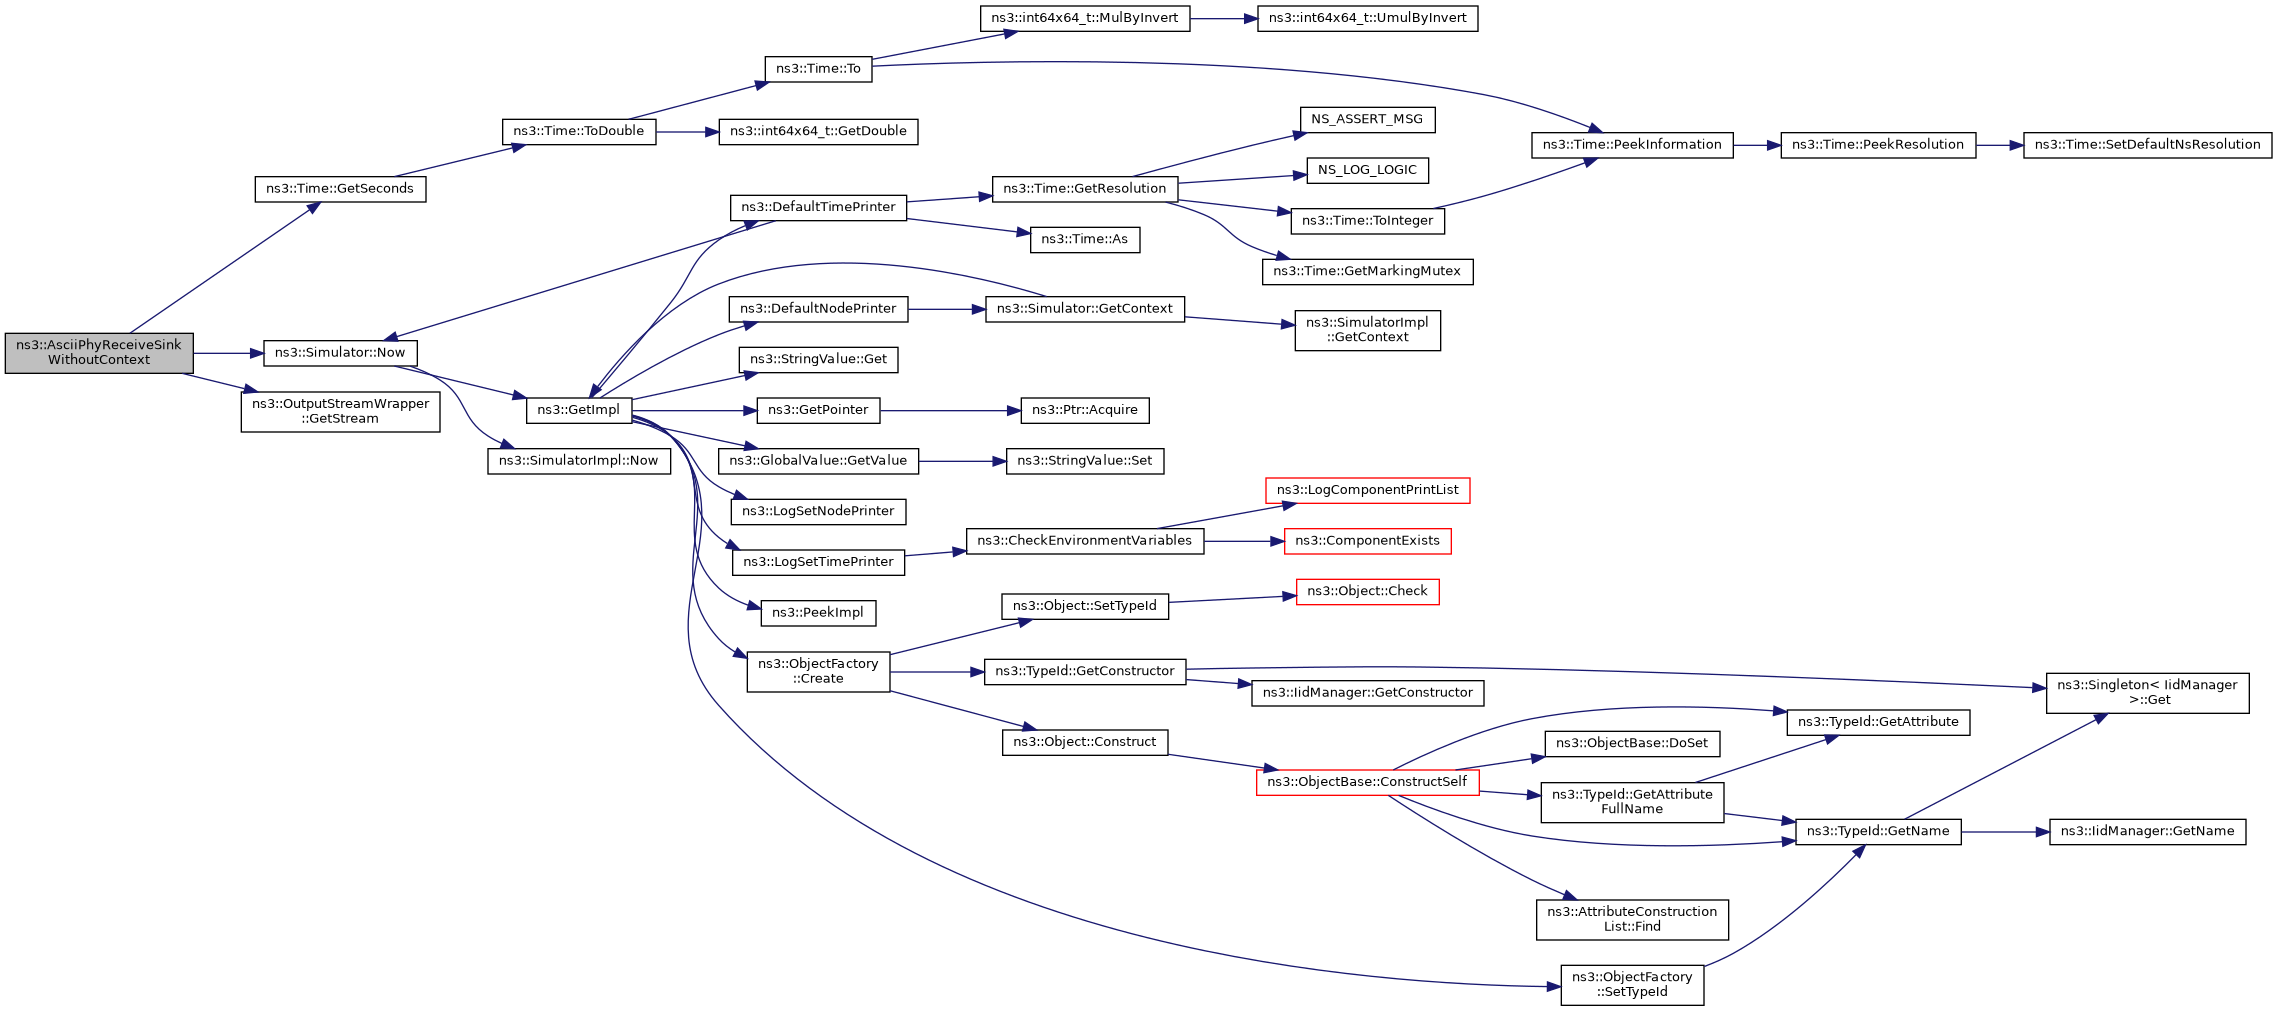 ns3::AsciiPhyReceiveSink
WithoutContext
ns3::Time::GetSeconds
ns3::Simulator::Now
ns3::OutputStreamWrapper
::GetStream
ns3::Time::ToDouble
ns3::GetImpl
ns3::SimulatorImpl::Now
ns3::Time::To
ns3::int64x64_t::GetDouble
ns3::DefaultTimePrinter
ns3::DefaultNodePrinter
ns3::StringValue::Get
ns3::GetPointer
ns3::GlobalValue::GetValue
ns3::LogSetNodePrinter
ns3::LogSetTimePrinter
ns3::PeekImpl
ns3::ObjectFactory
::Create
ns3::int64x64_t::MulByInvert
ns3::Time::GetResolution
ns3::Time::As
ns3::Simulator::GetContext
ns3::Ptr::Acquire
ns3::StringValue::Set
ns3::CheckEnvironmentVariables
ns3::Object::SetTypeId
ns3::TypeId::GetConstructor
ns3::Object::Construct
ns3::int64x64_t::UmulByInvert
NS_ASSERT_MSG
NS_LOG_LOGIC
ns3::Time::ToInteger
ns3::Time::GetMarkingMutex
ns3::SimulatorImpl
::GetContext
ns3::LogComponentPrintList
ns3::ComponentExists
ns3::Object::Check
ns3::IidManager::GetConstructor
ns3::ObjectBase::ConstructSelf
ns3::Time::PeekInformation
ns3::ObjectBase::DoSet
ns3::TypeId::GetAttribute
FullName
ns3::AttributeConstruction
List::Find
ns3::ObjectFactory
::SetTypeId
ns3::Time::PeekResolution
ns3::TypeId::GetAttribute
ns3::TypeId::GetName
ns3::Time::SetDefaultNsResolution
ns3::Singleton< IidManager
>::Get
ns3::IidManager::GetName